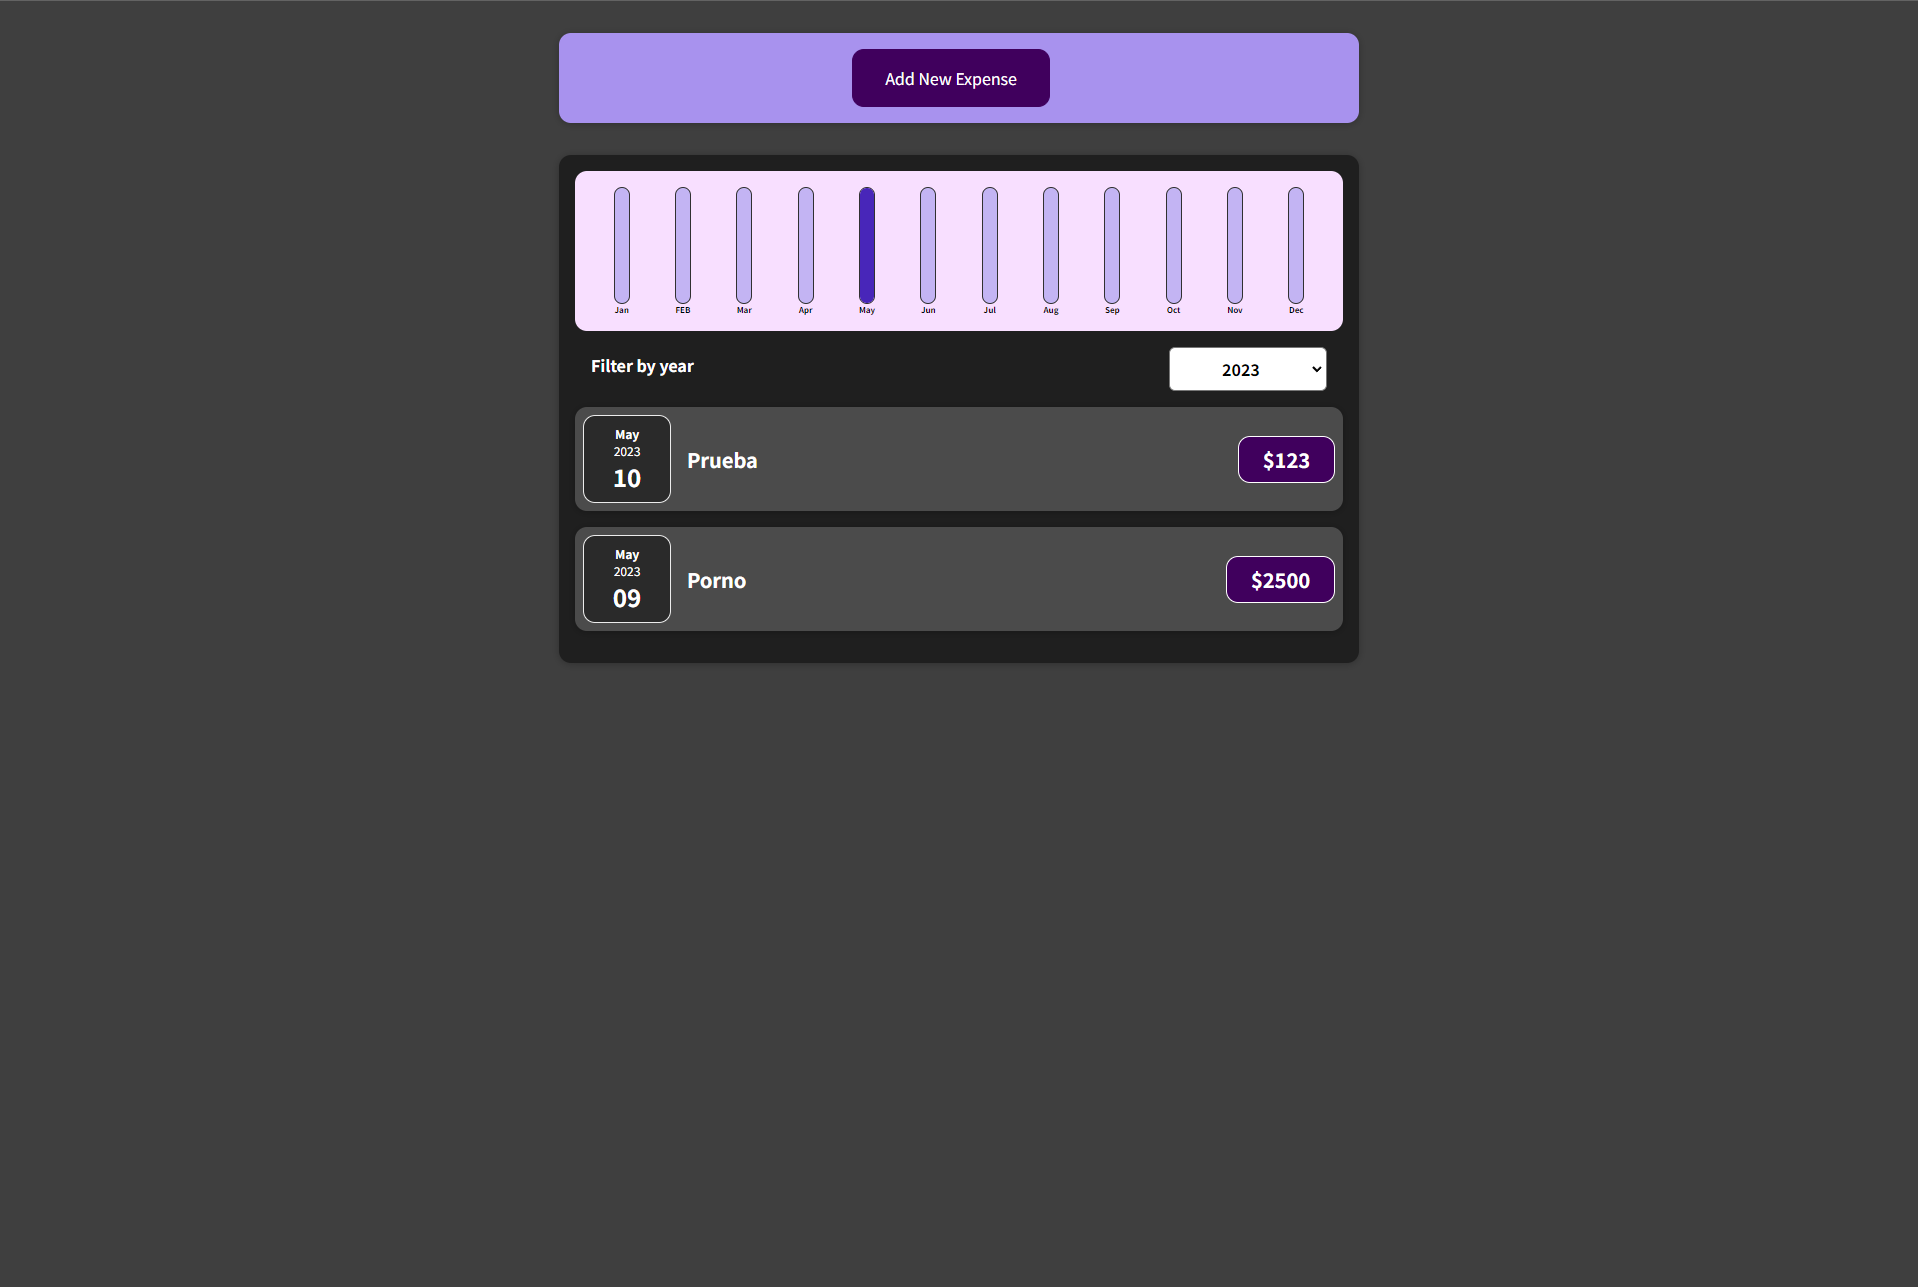 Add New Expense
Jan FEB Mar Apr May Jun Jul Aug Sep Oct Nov Dec
Filter by year
2023
May
2023
10
Prueba
$123
May
2023
09
Porno
$2500